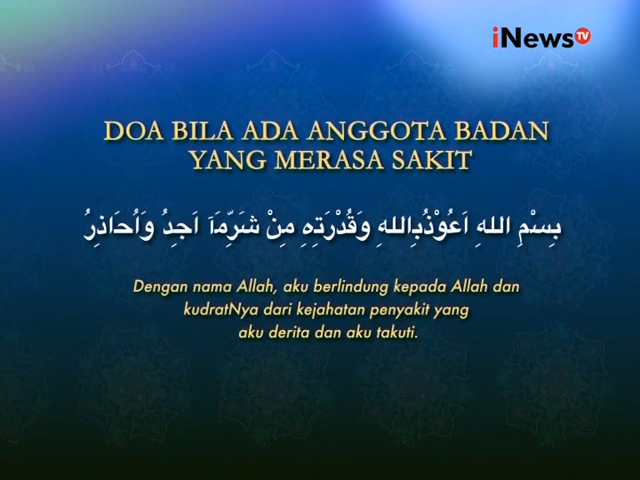 iNews TV
DOA BILA ADA ANGGOTA BADAN
YANG MERASA SAKIT
بِسْمِ اللهِ اَعُوْذُبِاللهِ وَقُدْرَتِهِ مِنْ شَرِّمَآ اَجِدُ وَاُحَاذِرُ
Dengan nama Allah, aku berlindung kepada Allah dan
kudratNya dari kejahatan penyakit yang
aku derita dan aku takuti.